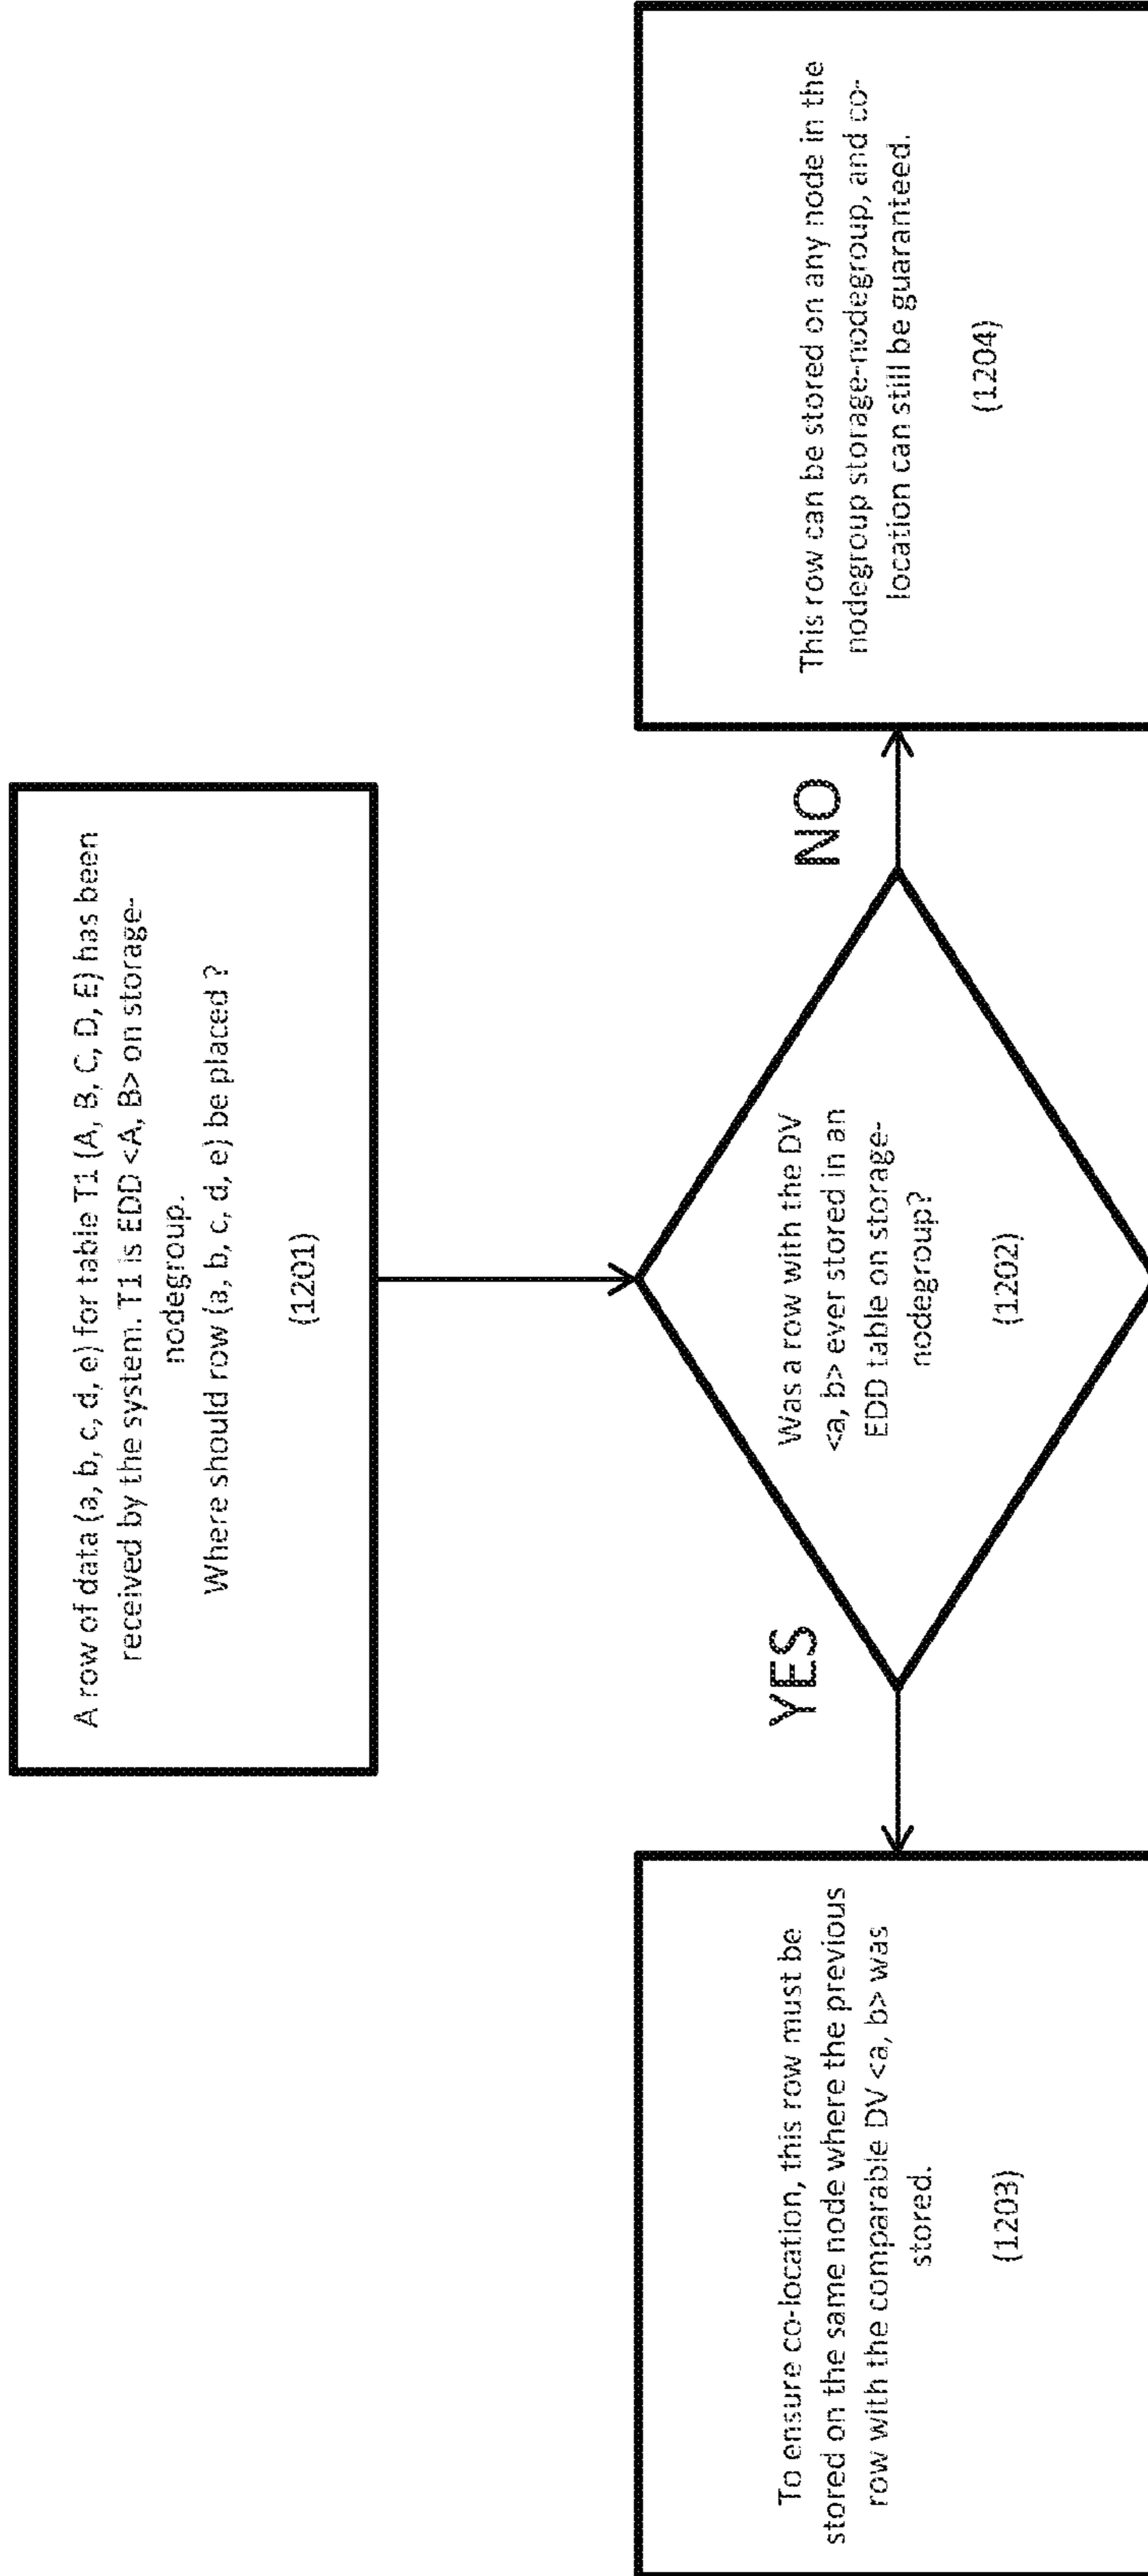 A row of data (a, b, c, d, e) for table T1 (A, B, C, D, E) has been
received by the system. T1 is EDD <A, B> on storage-
nodegroup.
Where should row (a, b, c, d, e) be placed ?
(1201)
Was a row with the DV
<a, b> ever stored in an
EDD table on storage-
nodegroup?
(1202)
YES
NO
To ensure co-location, this row must be
stored on the same node where the previous
row with the comparable DV <a, b> was
stored.
(1203)
This row can be stored on any node in the
nodegroup storage-nodegroup, and co-
location can still be guaranteed.
(1204)